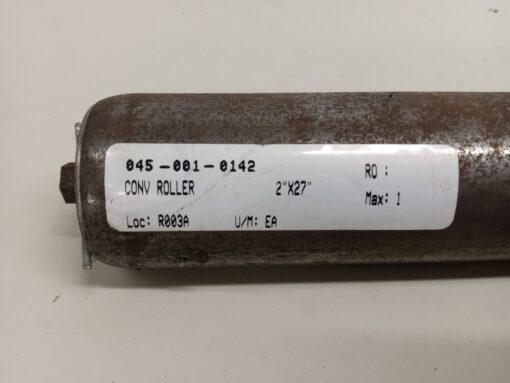 045-001-0142
RO :
CONV ROLLER 2"X27"
Max: 1
Loc: R003A U/M: EA